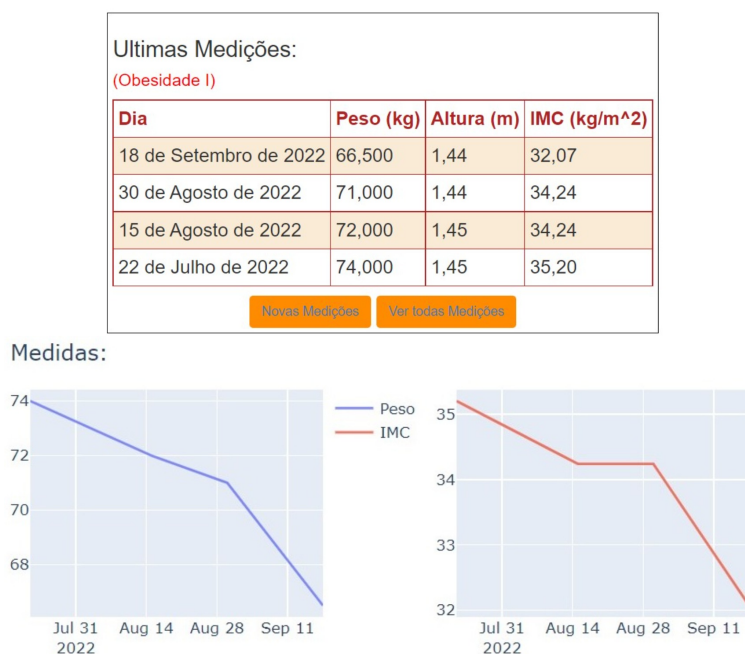 Ultimas Medições:
(Obesidade I)
Dia Peso (kg) Altura (m) IMC (kg/m^2)
18 de Setembro de 2022 66,500 1,44 32,07
30 de Agosto de 2022 71,000 1,44 34,24
15 de Agosto de 2022 72,000 1,45 34,24
22 de Julho de 2022 74,000 1,45 35,20
Novas Medições Ver todas Medições
Medidas:
74
72
70
68
Jul 31 Aug 14 Aug 28 Sep 11
2022
Peso
IMC
35
34
33
32
Jul 31 Aug 14 Aug 28 Sep 11
2022